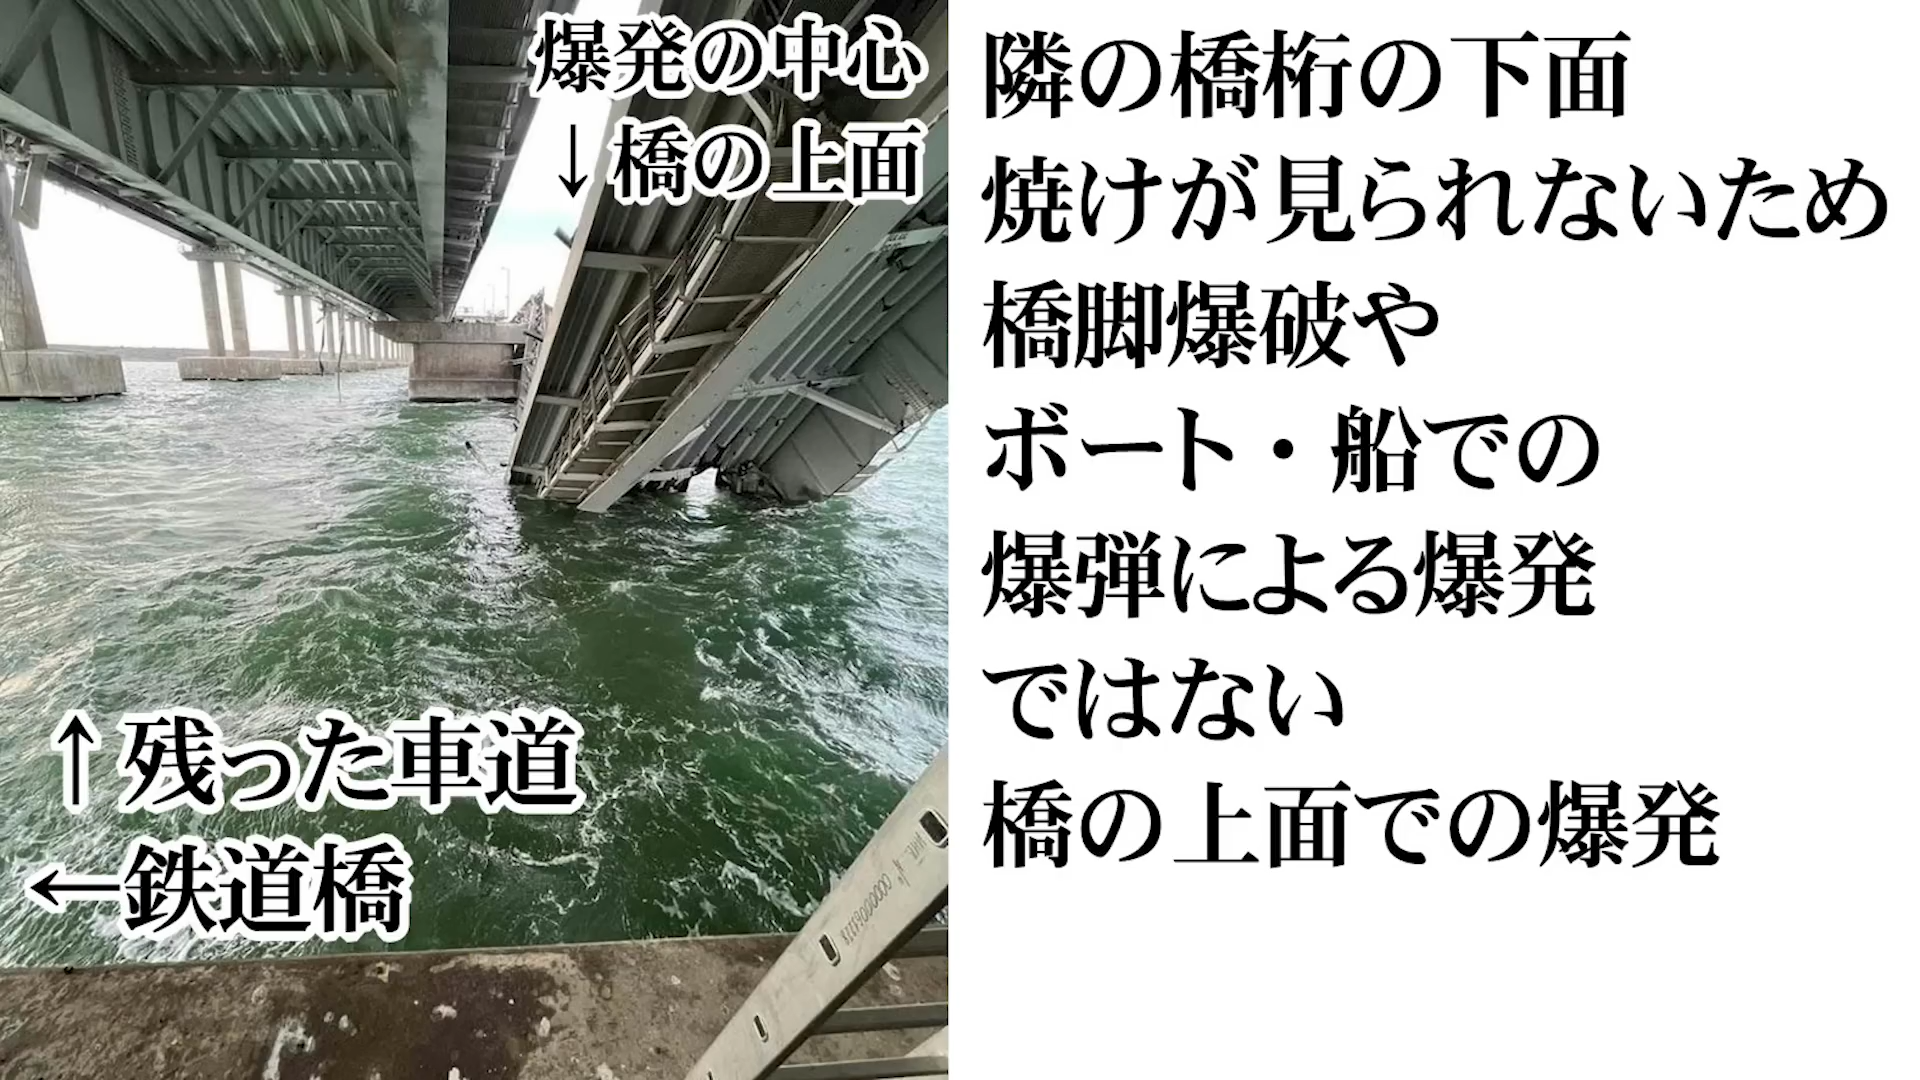 爆発の中心
↓橋の上面
↑残った車道
←鉄道橋
隣の橋桁の下面
焼けが見られないため
橋脚爆破や
ボート・船での
爆弾による爆発
ではない
橋の上面での爆発